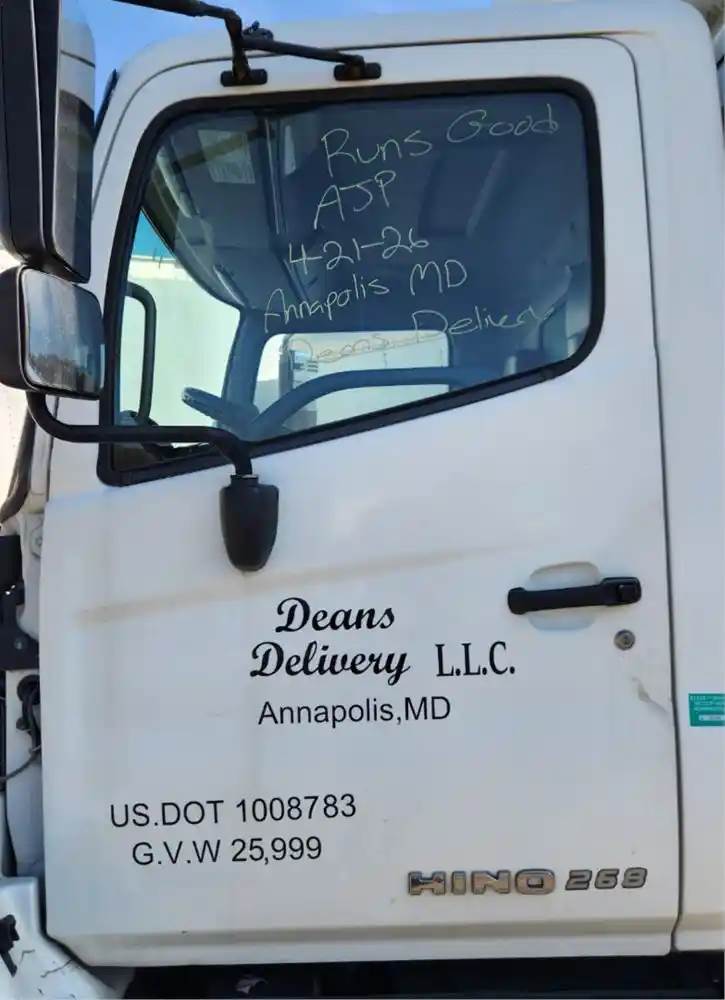 Runs Good
AJP
4-21-26
Annapolis MD
Deans Delivery
Deans
Delivery L.L.C.
Annapolis,MD
US.DOT 1008783
G.V.W 25,999
HINO 268